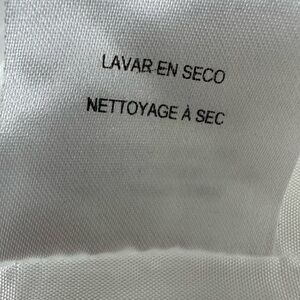 LAVAR EN SECO
NETTOYAGE À SEC